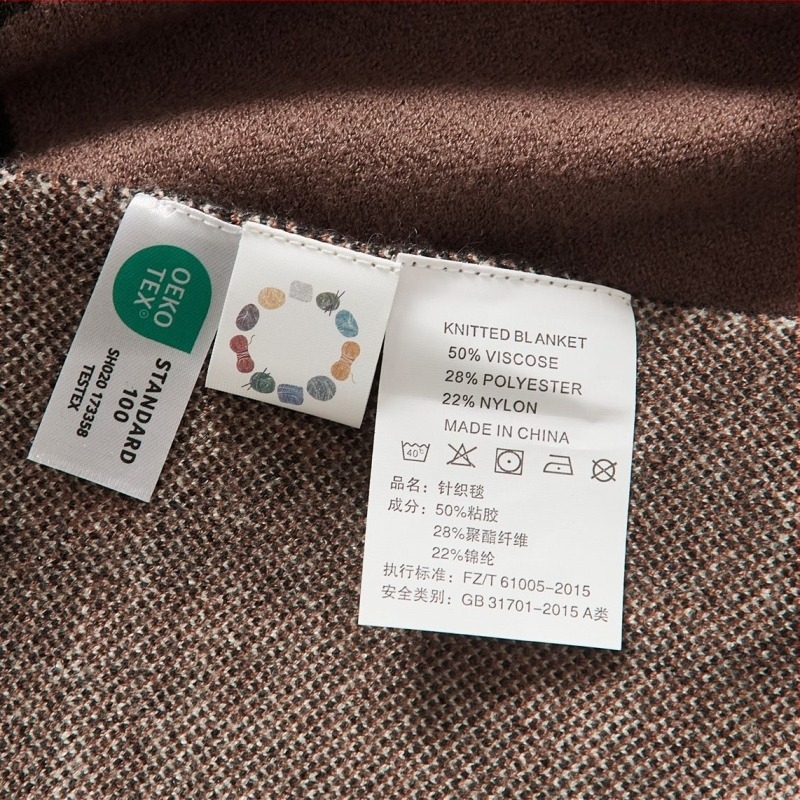 OEKO
TEX®
STANDARD
100
SH020 173358
TESTEX
KNITTED BLANKET
50% VISCOSE
28% POLYESTER
22% NYLON
MADE IN CHINA
40℃
品名：针织毯
成分：50%粘胶
28%聚酯纤维
22%锦纶
执行标准：FZ/T 61005-2015
安全类别：GB 31701-2015 A类